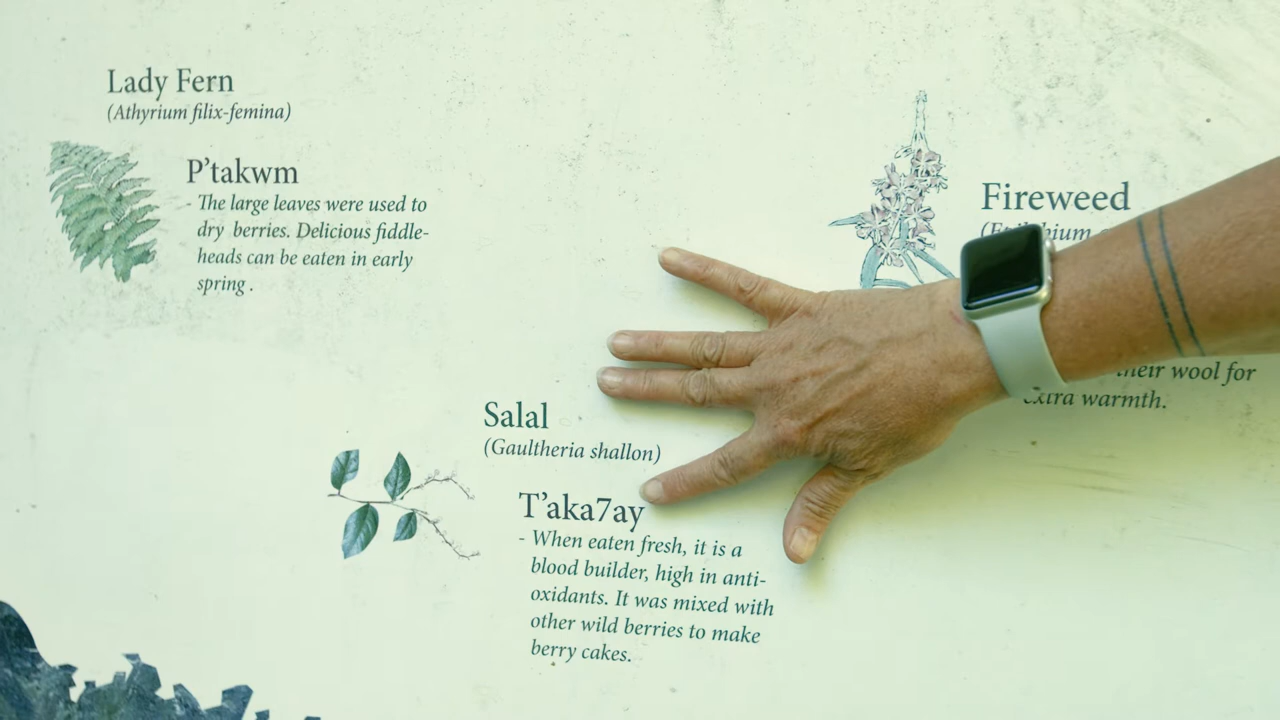 Lady Fern
(Athyrium filix-femina)
P'takwm
- The large leaves were used to
dry berries. Delicious fiddle-
heads can be eaten in early
spring .
Salal
(Gaultheria shallon)
T'aka7ay
- When eaten fresh, it is a
blood builder, high in anti-
oxidants. It was mixed with
other wild berries to make
berry cakes.
Fireweed
their wool for
extra warmth.